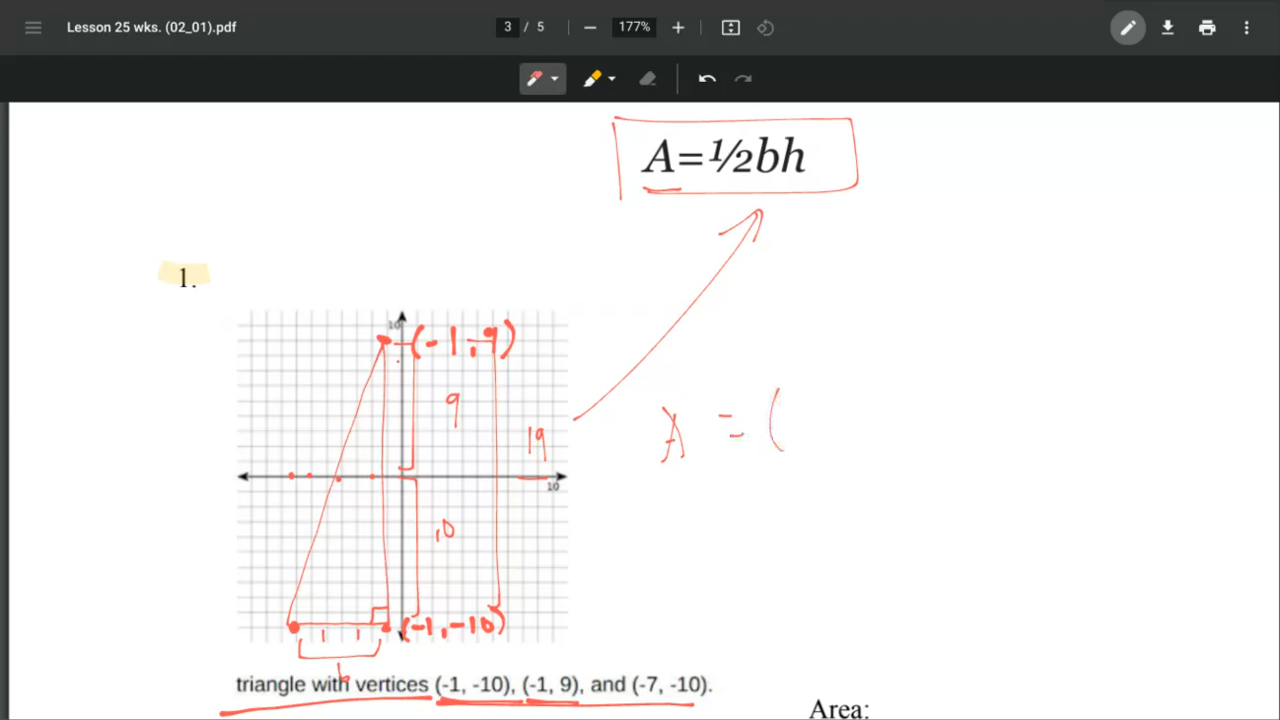 Lesson 25 wks. (02_01).pdf
3 / 5
177%
A=½bh
1.
10
(-1, 9)
9
19
10
10
A = (
(-1, -10)
triangle with vertices (-1, -10), (-1, 9), and (-7, -10).
Area: